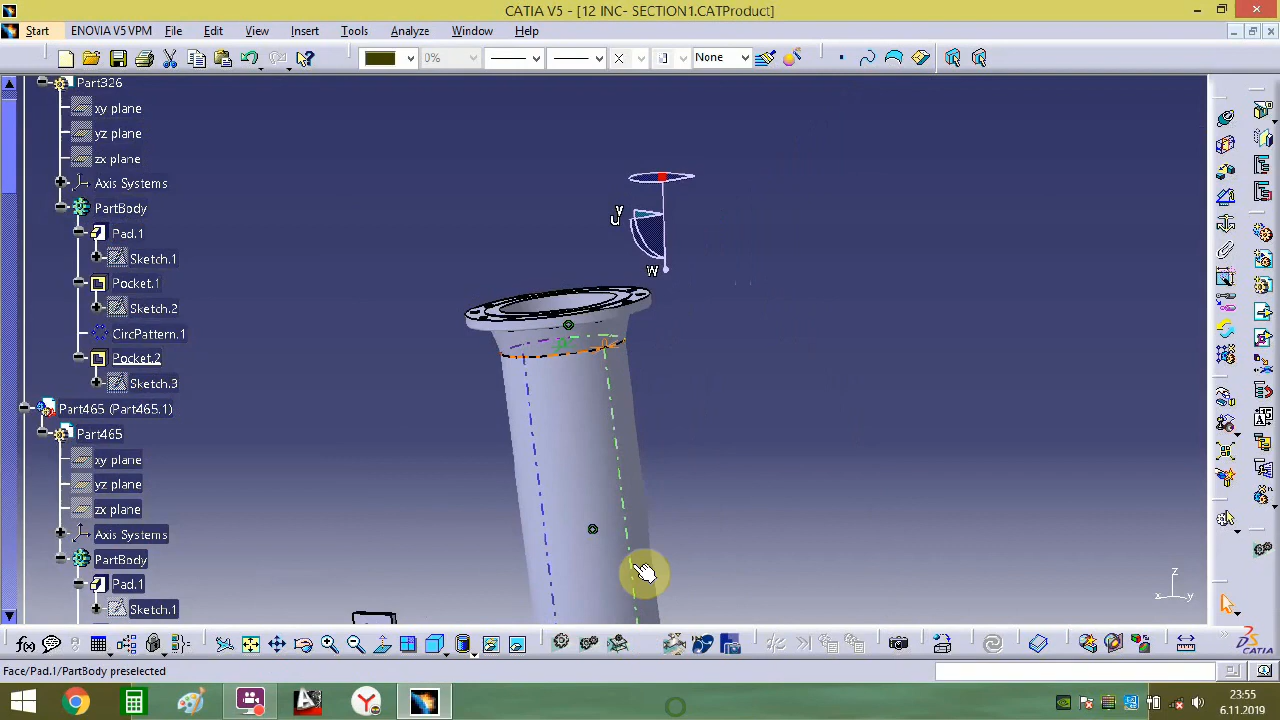 CATIA V5 - [12 INC- SECTION1.CATProduct]
Start ENOVIA V5 VPM File Edit View Insert Tools Analyze Window Help
0% None
Part326
xy plane
yz plane
zx plane
Axis Systems
PartBody
Pad.1
Sketch.1
Pocket.1
Sketch.2
CircPattern.1
Pocket.2
Sketch.3
Part465 (Part465.1)
Part465
xy plane
yz plane
zx plane
Axis Systems
PartBody
Pad.1
Sketch.1
y
u
w
z
x y
CATIA
Face/Pad.1/PartBody preselected
23:55
6.11.2019